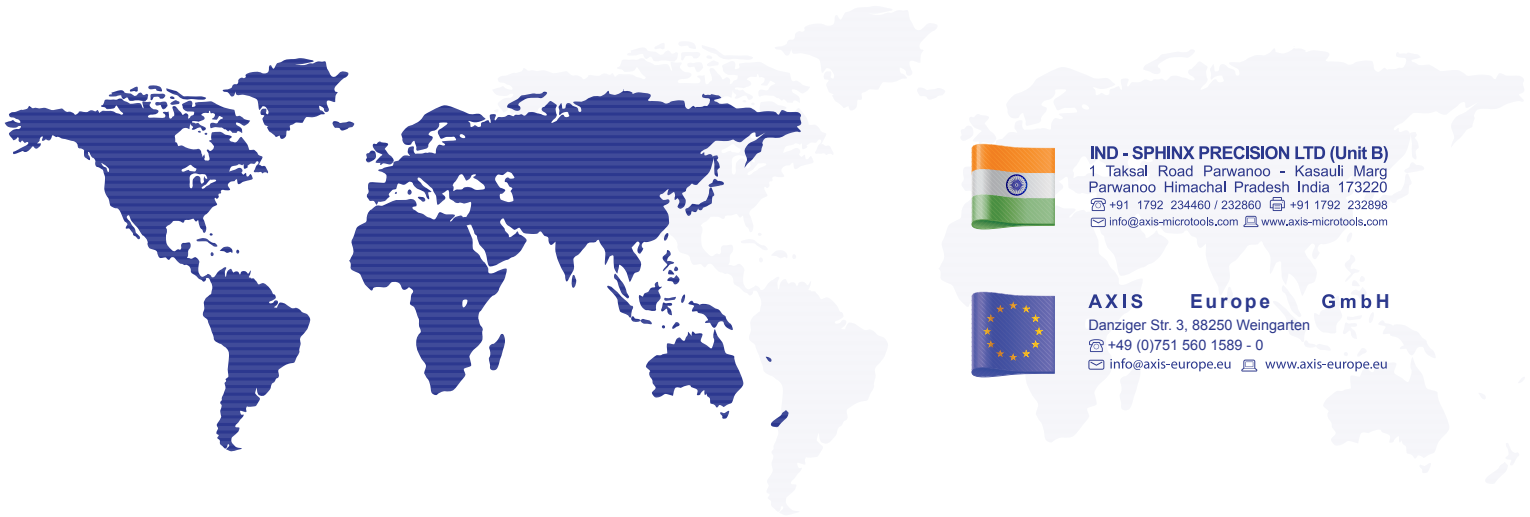 IND - SPHINX PRECISION LTD (Unit B)
1 Taksal Road Parwanoo - Kasauli Marg
Parwanoo Himachal Pradesh India 173220
+91 1792 234460 / 232860 +91 1792 232898
info@axis-microtools.com www.axis-microtools.com
AXIS Europe GmbH
Danziger Str. 3, 88250 Weingarten
+49 (0)751 560 1589 - 0
info@axis-europe.eu www.axis-europe.eu